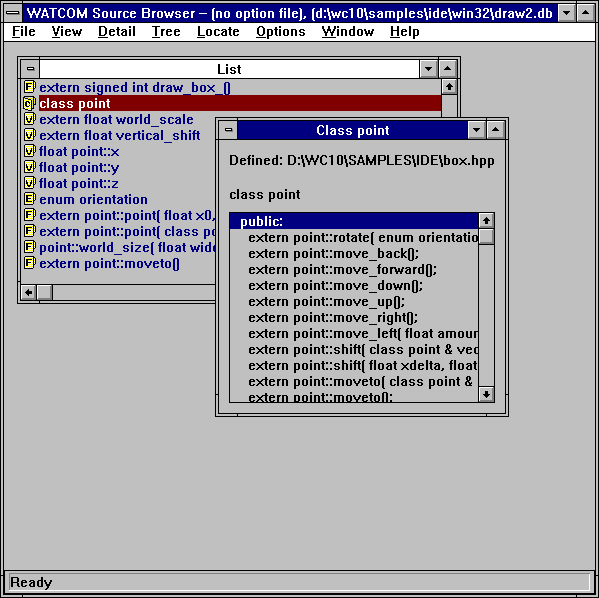 WATCOM Source Browser – (no option file), (d:\wc10\samples\ide\win32\draw2.db
File View Detail Tree Locate Options Window Help
List
F extern signed int draw_box_()
C class point
V extern float world_scale
V extern float vertical_shift
V float point::x
V float point::y
V float point::z
E enum orientation
F extern point::point( float x0,
F extern point::point( class po
F point::world_size( float wide
F extern point::moveto()
Class point
Defined: D:\WC10\SAMPLES\IDE\box.hpp
class point
public:
extern point::rotate( enum orientatio
extern point::move_back();
extern point::move_forward();
extern point::move_down();
extern point::move_up();
extern point::move_right();
extern point::move_left( float amour
extern point::shift( class point & vec
extern point::shift( float xdelta, float
extern point::moveto( class point &
extern point::moveto();
Ready